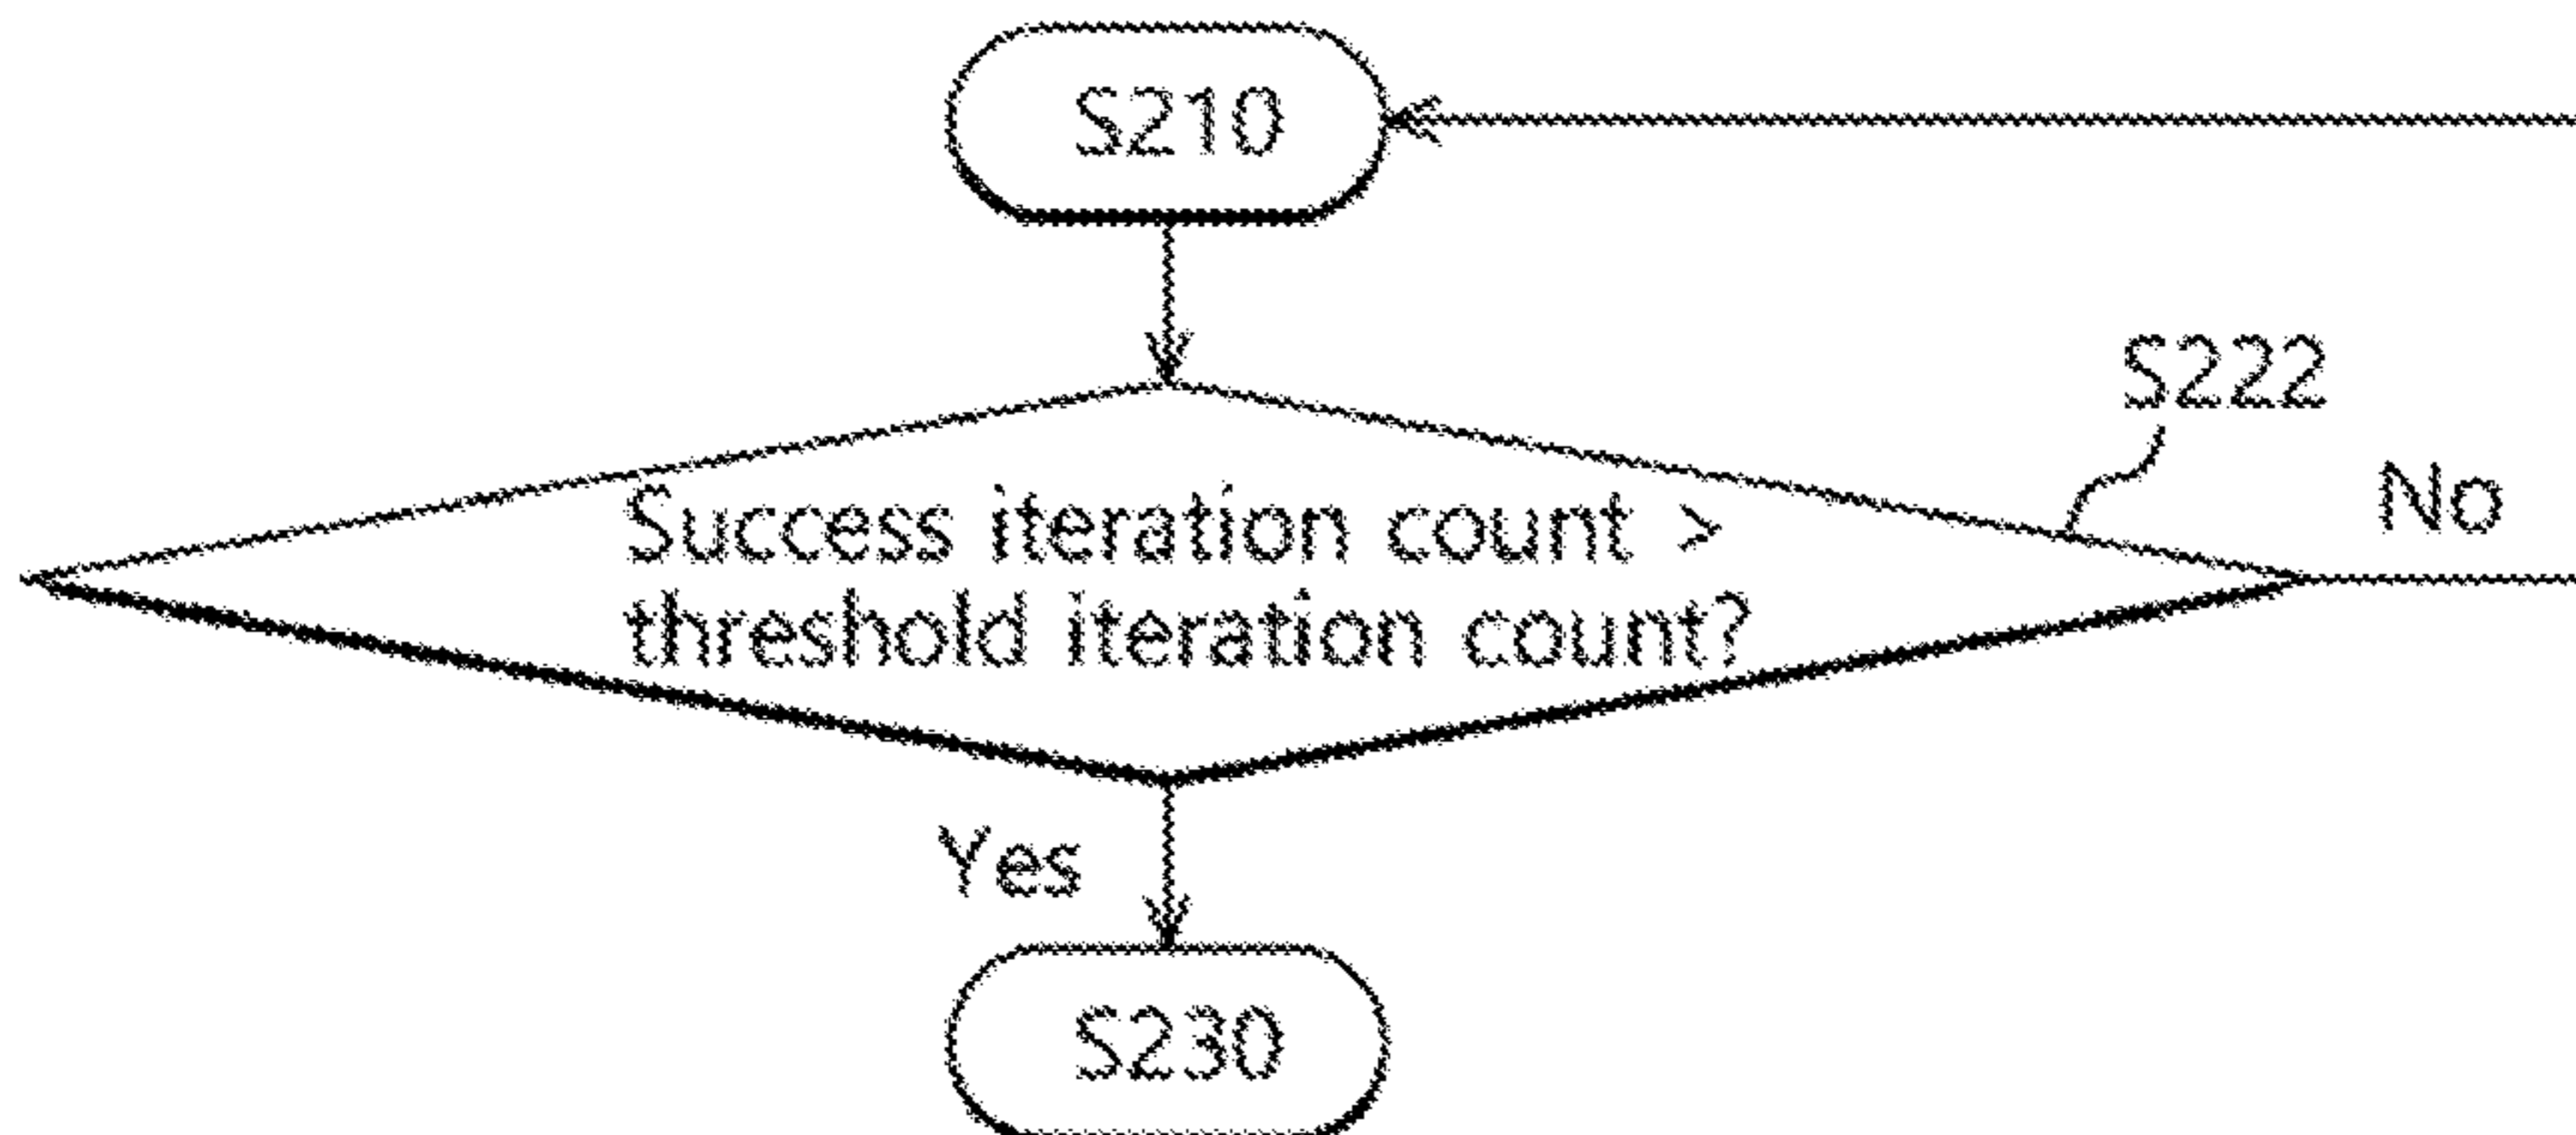 S210
S222
Success iteration count >
threshold iteration count?
No
Yes
S230